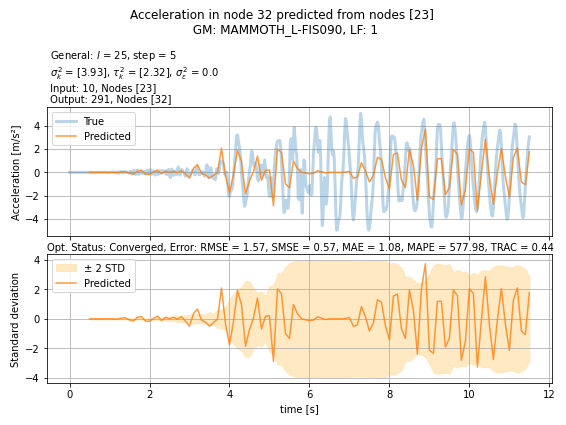 Acceleration in node 32 predicted from nodes [23]
GM: MAMMOTH_L-FIS090, LF: 1
General: l = 25, step = 5
σ²ₖ = [3.93], τ²ₖ = [2.32], σ²ε = 0.0
Input: 10, Nodes [23]
Output: 291, Nodes [32]
True
Predicted
Acceleration [m/s²]
4
2
0
−2
−4
Opt. Status: Converged, Error: RMSE = 1.57, SMSE = 0.57, MAE = 1.08, MAPE = 577.98, TRAC = 0.44
± 2 STD
Predicted
Standard deviation
4
2
0
−2
−4
0 2 4 6 8 10 12
time [s]